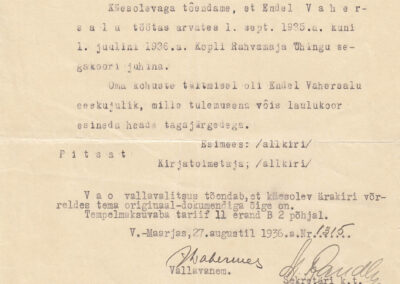 Käesolevaga tõendame, et Endel V a h e r-
s a l u töötas arvates 1. sept. 1935.a. kuni
1. juulini 1936.a. Kopli Rahvamaja Ühingu se-
gakoori juhina.
Oma kohuste täitmisel oli Endel Vahersalu
eeskujulik, mille tulemusena võis laulukoor
esineda heade tagajärgedega.
Esimees: /allkiri/
P i t s a t
Kirjatoimetaja; /allkiri/
V a o vallavalitsus tõendab, et käesolev ärakiri võr-
reldes tema originaal-dokumendiga õige on.
Tempelmaksuvaba tariif 11 erand B 2 põhjal.
V.-Maarjas, 27. augustil 1936.a. Nr. 1315.
Vallavanem.
Sekretäri k.t.